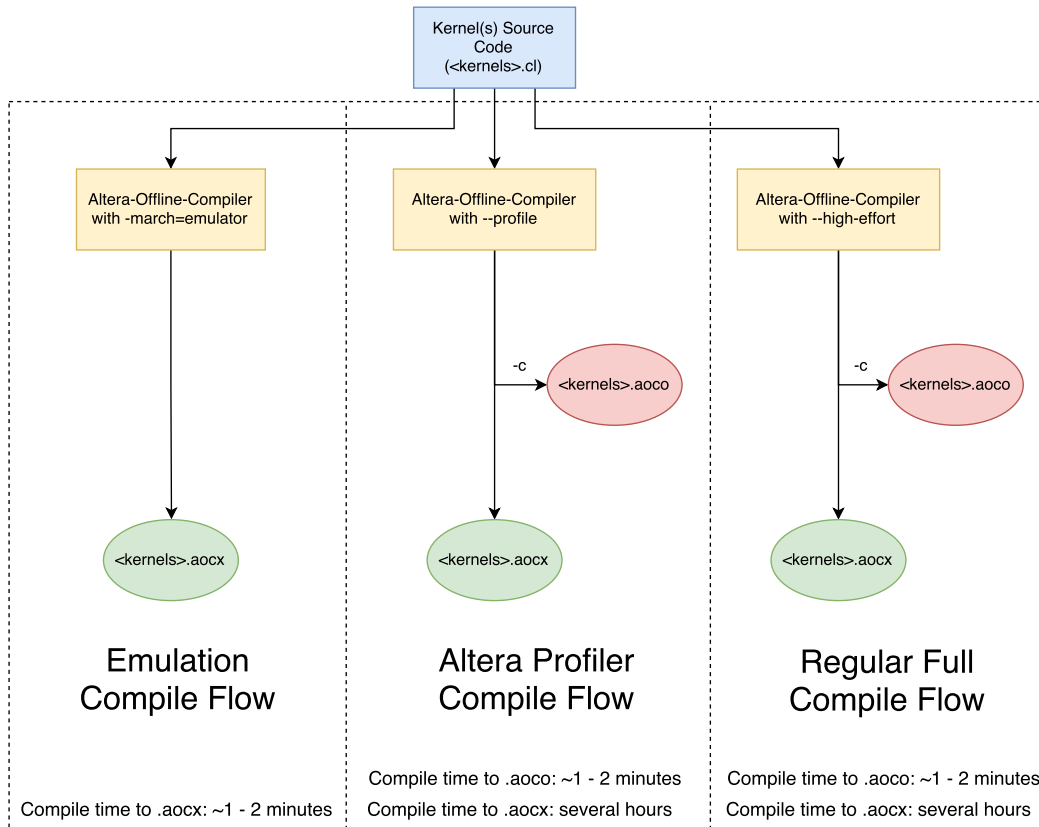 Kernel(s) Source
Code
(<kernels>.cl)
Altera-Offline-Compiler
with -march=emulator
Altera-Offline-Compiler
with --profile
Altera-Offline-Compiler
with --high-effort
-c
<kernels>.aoco
-c
<kernels>.aoco
<kernels>.aocx
<kernels>.aocx
<kernels>.aocx
Emulation
Compile Flow
Altera Profiler
Compile Flow
Regular Full
Compile Flow
Compile time to .aocx: ~1 - 2 minutes
Compile time to .aoco: ~1 - 2 minutes
Compile time to .aocx: several hours
Compile time to .aoco: ~1 - 2 minutes
Compile time to .aocx: several hours